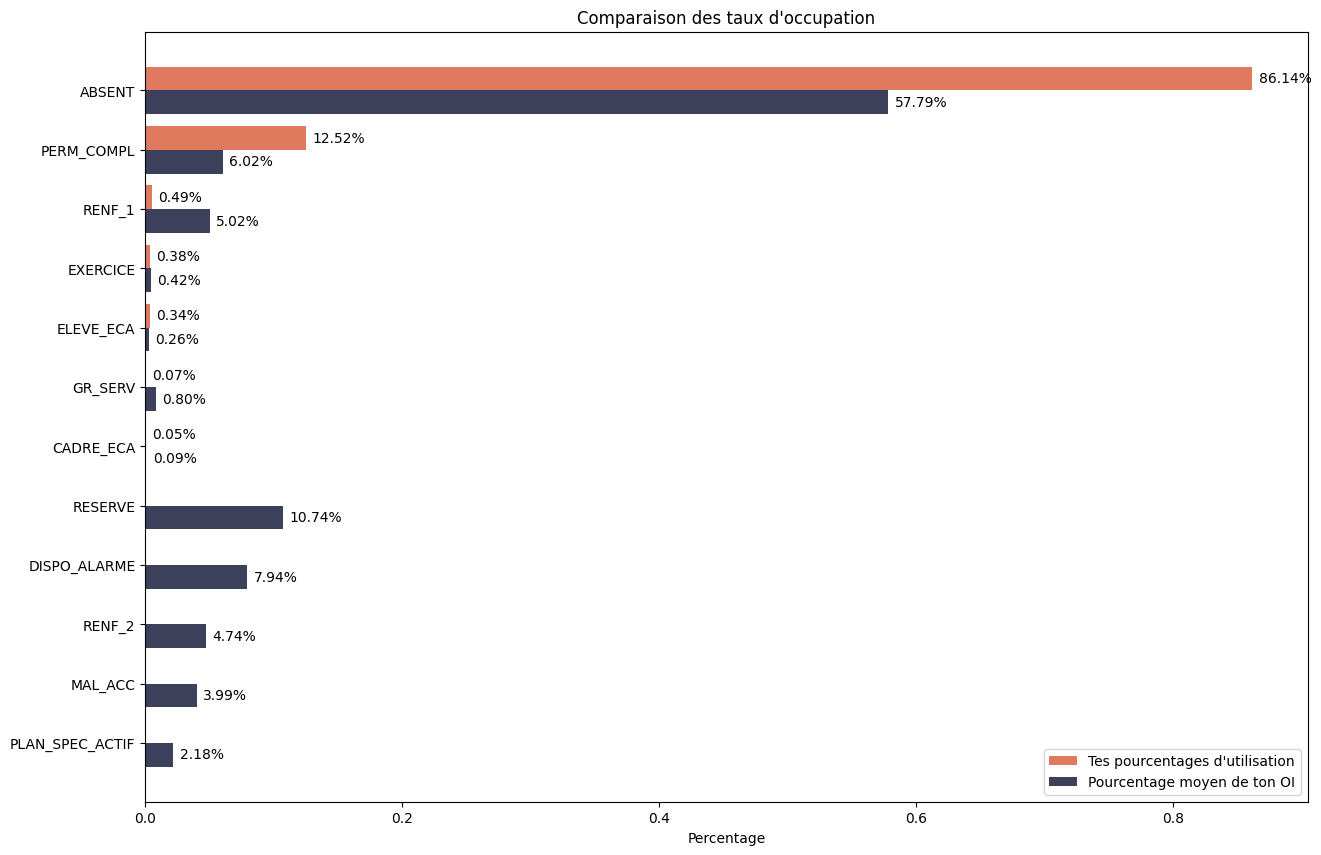 Comparaison des taux d'occupation
ABSENT
86.14%
57.79%
PERM_COMPL
12.52%
6.02%
RENF_1
0.49%
5.02%
EXERCICE
0.38%
0.42%
ELEVE_ECA
0.34%
0.26%
GR_SERV
0.07%
0.80%
CADRE_ECA
0.05%
0.09%
RESERVE
10.74%
DISPO_ALARME
7.94%
RENF_2
4.74%
MAL_ACC
3.99%
PLAN_SPEC_ACTIF
2.18%
Tes pourcentages d'utilisation
Pourcentage moyen de ton OI
0.0 0.2 0.4 0.6 0.8
Percentage